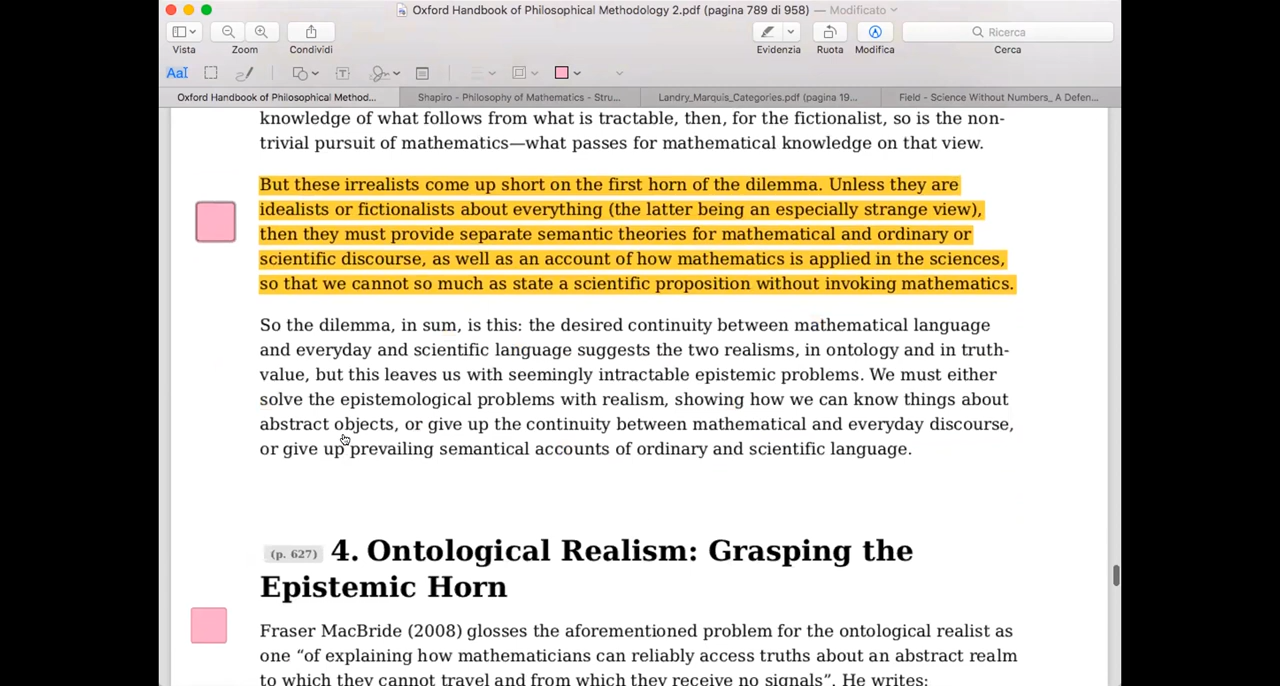 Oxford Handbook of Philosophical Methodology 2.pdf (pagina 789 di 958) — Modificato
Vista
Zoom
Condividi
Evidenzia
Ruota
Modifica
Ricerca
Cerca
AaI
T
Oxford Handbook of Philosophical Method...
Shapiro - Philosophy of Mathematics - Stru...
Landry_Marquis_Categories.pdf (pagina 19...
Field - Science Without Numbers_ A Defen...
knowledge of what follows from what is tractable, then, for the fictionalist, so is the non-
trivial pursuit of mathematics—what passes for mathematical knowledge on that view.
But these irrealists come up short on the first horn of the dilemma. Unless they are
idealists or fictionalists about everything (the latter being an especially strange view),
then they must provide separate semantic theories for mathematical and ordinary or
scientific discourse, as well as an account of how mathematics is applied in the sciences,
so that we cannot so much as state a scientific proposition without invoking mathematics.
So the dilemma, in sum, is this: the desired continuity between mathematical language
and everyday and scientific language suggests the two realisms, in ontology and in truth-
value, but this leaves us with seemingly intractable epistemic problems. We must either
solve the epistemological problems with realism, showing how we can know things about
abstract objects, or give up the continuity between mathematical and everyday discourse,
or give up prevailing semantical accounts of ordinary and scientific language.
(p. 627) 4. Ontological Realism: Grasping the
Epistemic Horn
Fraser MacBride (2008) glosses the aforementioned problem for the ontological realist as
one “of explaining how mathematicians can reliably access truths about an abstract realm
to which they cannot travel and from which they receive no signals”. He writes: